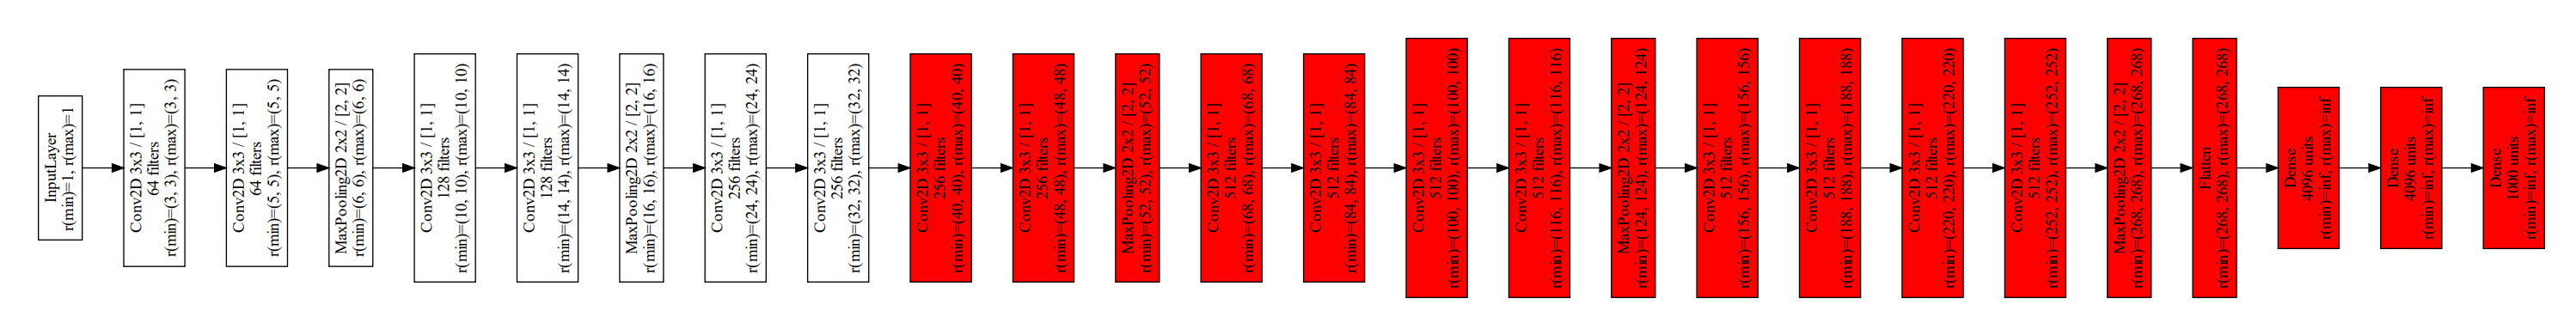 InputLayer
r(min)=1, r(max)=1
Conv2D 3x3 / [1, 1]
64 filters
r(min)=(3, 3), r(max)=(3, 3)
Conv2D 3x3 / [1, 1]
64 filters
r(min)=(5, 5), r(max)=(5, 5)
MaxPooling2D 2x2 / [2, 2]
r(min)=(6, 6), r(max)=(6, 6)
Conv2D 3x3 / [1, 1]
128 filters
r(min)=(10, 10), r(max)=(10, 10)
Conv2D 3x3 / [1, 1]
128 filters
r(min)=(14, 14), r(max)=(14, 14)
MaxPooling2D 2x2 / [2, 2]
r(min)=(16, 16), r(max)=(16, 16)
Conv2D 3x3 / [1, 1]
256 filters
r(min)=(24, 24), r(max)=(24, 24)
Conv2D 3x3 / [1, 1]
256 filters
r(min)=(32, 32), r(max)=(32, 32)
Conv2D 3x3 / [1, 1]
256 filters
r(min)=(40, 40), r(max)=(40, 40)
Conv2D 3x3 / [1, 1]
256 filters
r(min)=(48, 48), r(max)=(48, 48)
MaxPooling2D 2x2 / [2, 2]
r(min)=(52, 52), r(max)=(52, 52)
Conv2D 3x3 / [1, 1]
512 filters
r(min)=(68, 68), r(max)=(68, 68)
Conv2D 3x3 / [1, 1]
512 filters
r(min)=(84, 84), r(max)=(84, 84)
Conv2D 3x3 / [1, 1]
512 filters
r(min)=(100, 100), r(max)=(100, 100)
Conv2D 3x3 / [1, 1]
512 filters
r(min)=(116, 116), r(max)=(116, 116)
MaxPooling2D 2x2 / [2, 2]
r(min)=(124, 124), r(max)=(124, 124)
Conv2D 3x3 / [1, 1]
512 filters
r(min)=(156, 156), r(max)=(156, 156)
Conv2D 3x3 / [1, 1]
512 filters
r(min)=(188, 188), r(max)=(188, 188)
Conv2D 3x3 / [1, 1]
512 filters
r(min)=(220, 220), r(max)=(220, 220)
Conv2D 3x3 / [1, 1]
512 filters
r(min)=(252, 252), r(max)=(252, 252)
MaxPooling2D 2x2 / [2, 2]
r(min)=(268, 268), r(max)=(268, 268)
Flatten
r(min)=(268, 268), r(max)=(268, 268)
Dense
4096 units
r(min)=inf, r(max)=inf
Dense
4096 units
r(min)=inf, r(max)=inf
Dense
1000 units
r(min)=inf, r(max)=inf